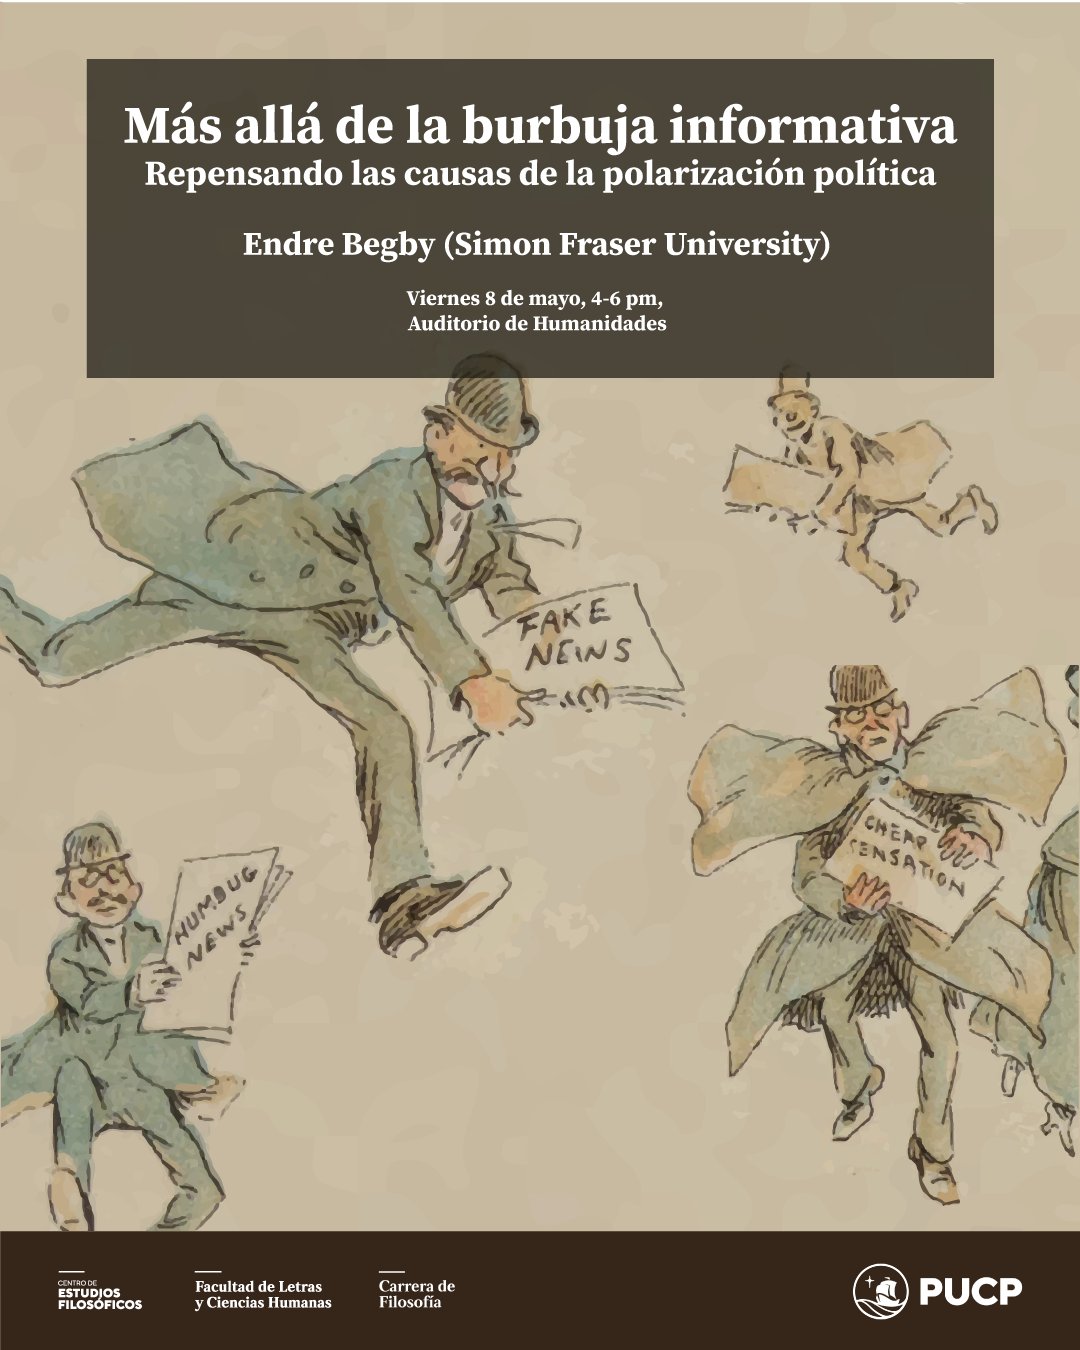 Más allá de la burbuja informativa
Repensando las causas de la polarización política
Endre Begby (Simon Fraser University)
Viernes 8 de mayo, 4-6 pm,
Auditorio de Humanidades
FAKE
NEWS
CHEAP
SENSATION
HUMBUG
NEWS
CENTRO DE
ESTUDIOS
FILOSÓFICOS
Facultad de Letras
y Ciencias Humanas
Carrera de
Filosofía
PUCP